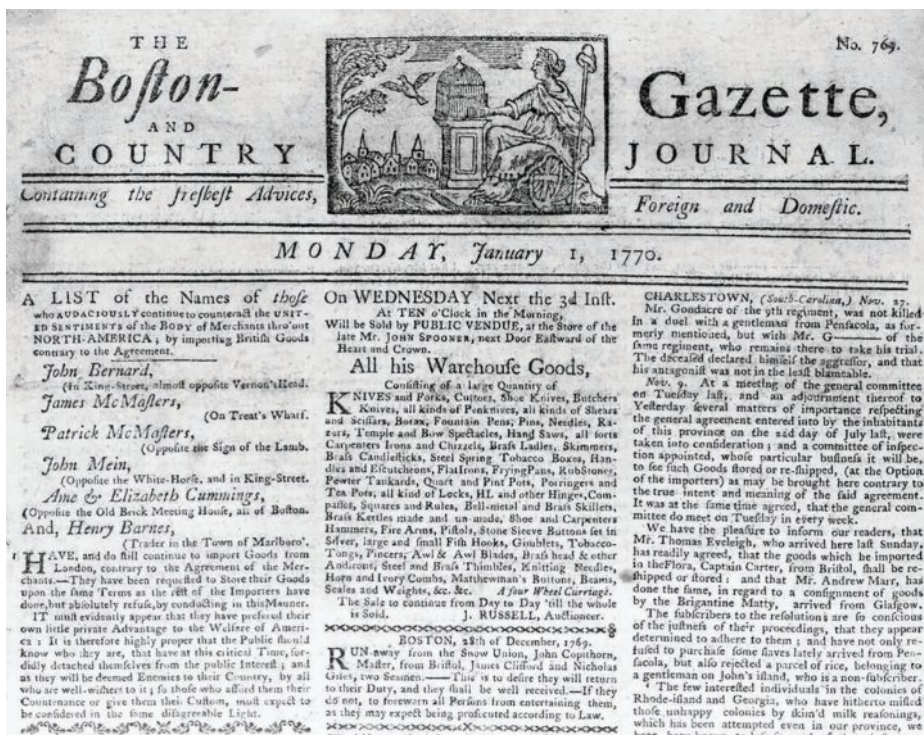 THE
No. 769.
Boſton-
Gazette,
AND
COUNTRY
JOURNAL.
Containing the freſheſt Advices,
Foreign and Domeſtic.
MONDAY, January 1, 1770.
A LIST of the Names of thoſe
who AUDACIOUSLY continue to counteract the UNIT-
ED SENTIMENTS of the BODY of Merchants thro'out
NORTH-AMERICA; by importing Britiſh Goods
contrary to the Agreement.
John Bernard,
(In King-Street, almoſt oppoſite Vernon's Head.
James McMaſters,
(On Treat's Wharf.
Patrick McMaſters,
(Oppoſite the Sign of the Lamb.
John Mein,
(Oppoſite the White-Horſe, and in King-Street.
Ame & Elizabeth Cummings,
(Oppoſite the Old Brick Meeting Houſe, all of Boſton.
And, Henry Barnes,
(Trader in the Town of Marlboro'.
HAVE, and do ſtill continue to import Goods from
London, contrary to the Agreement of the Mer-
chants.—They have been requeſted to Store their Goods
upon the ſame Terms as the reſt of the Importers have
done, but abſolutely refuſe, by conducting in this Manner.
IT muſt evidently appear that they have preferred their
own little private Advantage to the Welfare of Ameri-
ca: It is therefore highly proper that the Public ſhould
know who they are, that have at this critical Time, ſor-
didly detached themſelves from the public Intereſt; and
as they will be deemed Enemies to their Country, by all
who are well-wiſhers to it; ſo thoſe who afford them their
Countenance or give them their Cuſtom, muſt expect to
be conſidered in the ſame diſagreeable Light.
On WEDNESDAY Next the 3d Inſt.
At TEN o'Clock in the Morning,
Will be Sold by PUBLIC VENDUE, at the Store of the
late Mr. JOHN SPOONER, next Door Eaſtward of the
Heart and Crown.
All his Warehouſe Goods,
Conſiſting of a large Quantity of
KNIVES and Forks, Cuttoes, Shoe Knives, Butchers
Knives, all kinds of Penknives, all kinds of Shears
and Sciſſars, Borax, Fountain Pens, Pins, Needles, Ra-
zors, Temple and Bow Spectacles, Hand Saws, all ſorts
Carpenters Irons and Chizzels, Braſs Ladles, Skimmers,
Braſs Candleſticks, Steel Spring Tobacco Boxes, Han-
dles and Eſcutcheons, Flat Irons, Frying Pans, Rub Stones,
Pewter Tankards, Quart and Pint Pots, Porringers and
Tea Pots, all kind of Locks, HL and other Hinges, Com-
paſſes, Squares and Rules, Bell-metal and Braſs Skillets,
Braſs Kettles made and un-made, Shoe and Carpenters
Hammers, Fire Arms, Piſtols, Stone Sleeve Buttons ſet in
Silver, large and ſmall Fiſh Hooks, Gimblets, Tobacco-
Tongs, Pincers, Awl & Awl Blades, Braſs head & other
Andirons, Steel and Braſs Thimbles, Knitting Needles,
Horn and Ivory Combs, Matthewman's Buttons, Beams,
Scales and Weights, &c. &c. A four Wheel Carriage.
The Sale to continue from Day to Day 'till the whole
is Sold. J. RUSSELL, Auctioneer.
BOSTON, 28th of December, 1769.
RUN-away from the Snow Union, John Copithorn,
Maſter, from Briſtol, James Clifford and Nicholas
Giles, two Seamen.——This is to deſire they will return
to their Duty, and they ſhall be well received.—If they
do not, to forewarn all Perſons from entertaining them,
as they may expect being proſecuted according to Law.
CHARLESTOWN, (South-Carolina,) Nov. 27.
Mr. Gondacre of the 9th regiment, was not killed
in a duel with a gentleman from Penſacola, as for-
merly mentioned, but with Mr. G—— of the
ſame regiment, who remains there to take his trial.
The deceaſed declared himſelf the aggreſſor, and that
his antagoniſt was not in the leaſt blameable.
Nov. 9. At a meeting of the general committee
on Tueſday laſt, and an adjournment thereof to
Yeſterday ſeveral matters of importance reſpecting
the general agreement entered into by the inhabitants
of this province on the 22d day of July laſt, were
taken into conſideration; and a committee of inſpec-
tion appointed, whoſe particular buſineſs it will be,
to ſee ſuch Goods ſtored or re-ſhipped, (at the Option
of the importers) as may be brought here contrary to
the true intent and meaning of the ſaid agreement.
It was at the ſame time agreed, that the general com-
mittee do meet on Tueſday in every week.
We have the pleaſure to inform our readers, that
Mr. Thomas Eveleigh, who arrived here laſt Sunday,
has readily agreed, that the goods which he imported
in the Flora, Captain Carter, from Briſtol, ſhall be re-
ſhipped or ſtored: and that Mr. Andrew Marr, has
done the ſame, in regard to a conſignment of goods
by the Brigantine Matty, arrived from Glaſgow.
The ſubſcribers to the reſolutions are ſo conſcious
of the juſtneſs of their proceedings, that they appear
determined to adhere to them; and have not only re-
fuſed to purchaſe ſome ſlaves lately arrived from Pen-
ſacola, but alſo rejected a parcel of rice, belonging to
a gentleman on John's iſland, who is a non-ſubſcriber.
The few intereſted individuals in the colonies of
Rhode-iſland and Georgia, who have hitherto miſled
thoſe unhappy colonies by ſkim'd milk reaſonings,
which has been attempted even in our province, we